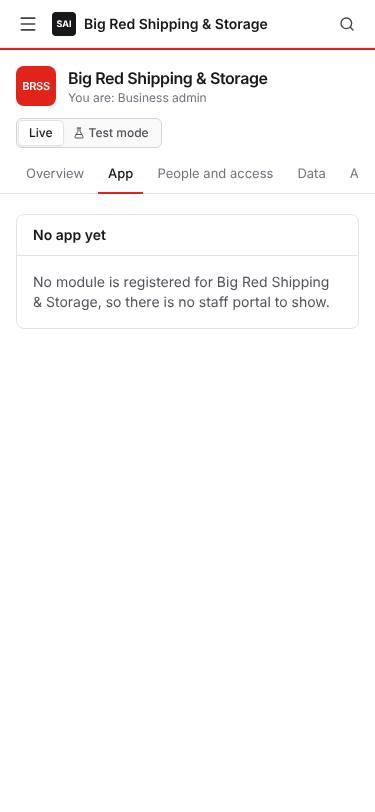 SAI Big Red Shipping & Storage
BRSS
Big Red Shipping & Storage
You are: Business admin
Live Test mode
Overview App People and access Data A
No app yet
No module is registered for Big Red Shipping
& Storage, so there is no staff portal to show.